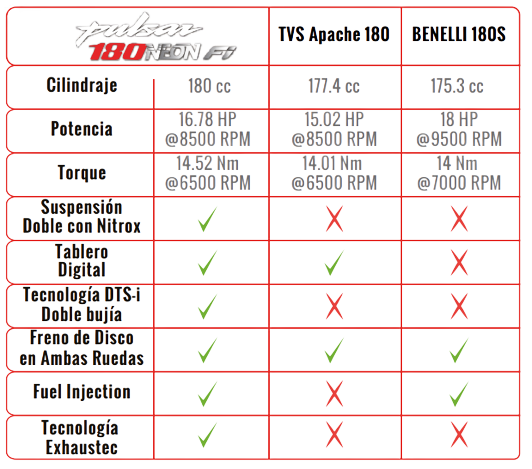 pulsar
180 NEON Fi
TVS Apache 180
BENELLI 180S
Cilindraje
180 cc
177.4 cc
175.3 cc
Potencia
16.78 HP
@8500 RPM
15.02 HP
@8500 RPM
18 HP
@9500 RPM
Torque
14.52 Nm
@6500 RPM
14.01 Nm
@6500 RPM
14 Nm
@7000 RPM
Suspensión
Doble con Nitrox
Tablero
Digital
Tecnología DTS-i
Doble bujía
Freno de Disco
en Ambas Ruedas
Fuel Injection
Tecnología
Exhaustec